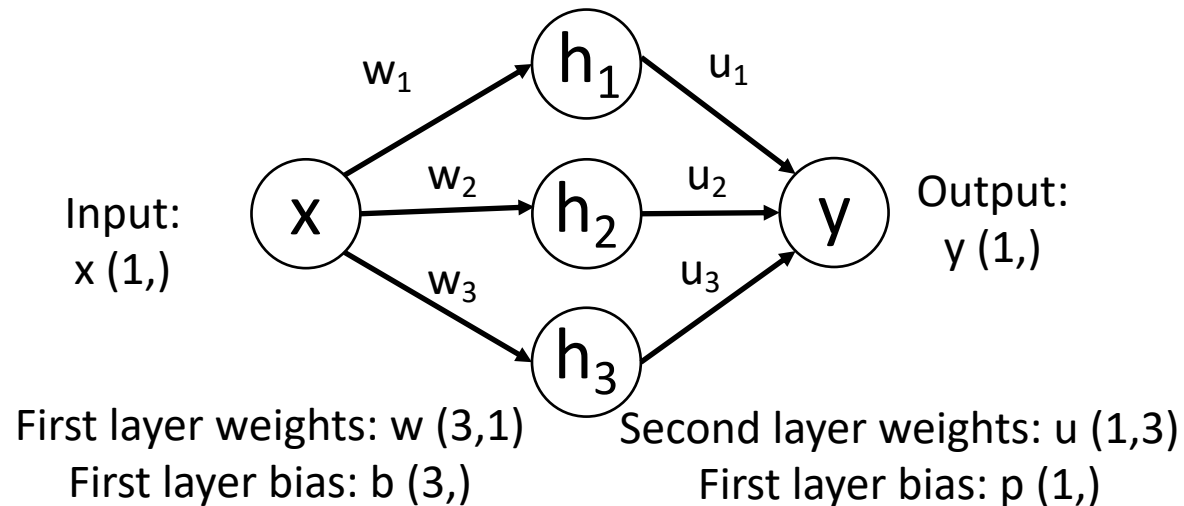 h₁
w₁
u₁
w₂
u₂
Input:
x (1,)
x
h₂
y
Output:
y (1,)
w₃
u₃
h₃
First layer weights: w (3,1)
First layer bias: b (3,)
Second layer weights: u (1,3)
First layer bias: p (1,)